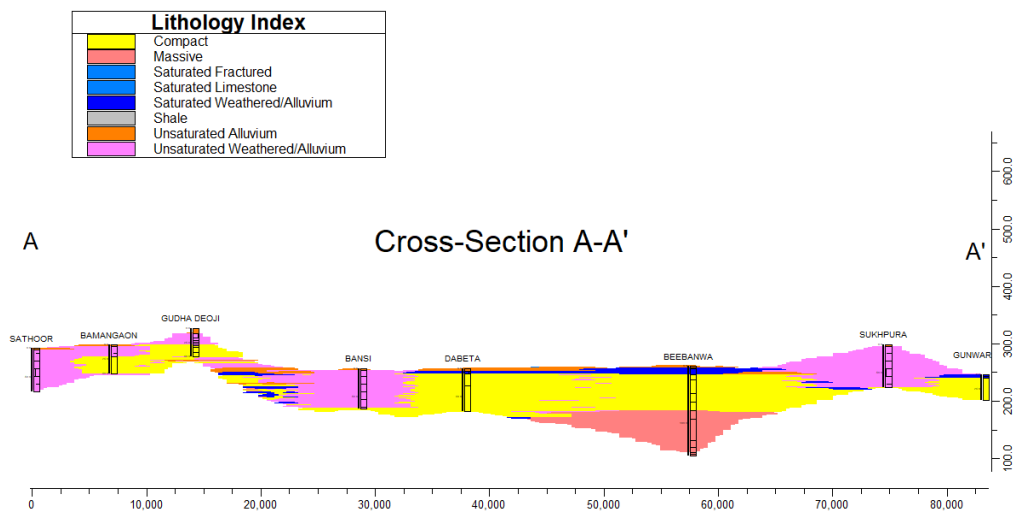 Lithology Index
Compact
Massive
Saturated Fractured
Saturated Limestone
Saturated Weathered/Alluvium
Shale
Unsaturated Alluvium
Unsaturated Weathered/Alluvium
Cross-Section A-A'
A
A'
SATHOOR
BAMANGAON
GUDHA DEOJI
BANSI
DABETA
BEEBANWA
SUKHPURA
GUNWAR
600.0
500.0
400.0
300.0
200.0
100.0
0 10,000 20,000 30,000 40,000 50,000 60,000 70,000 80,000